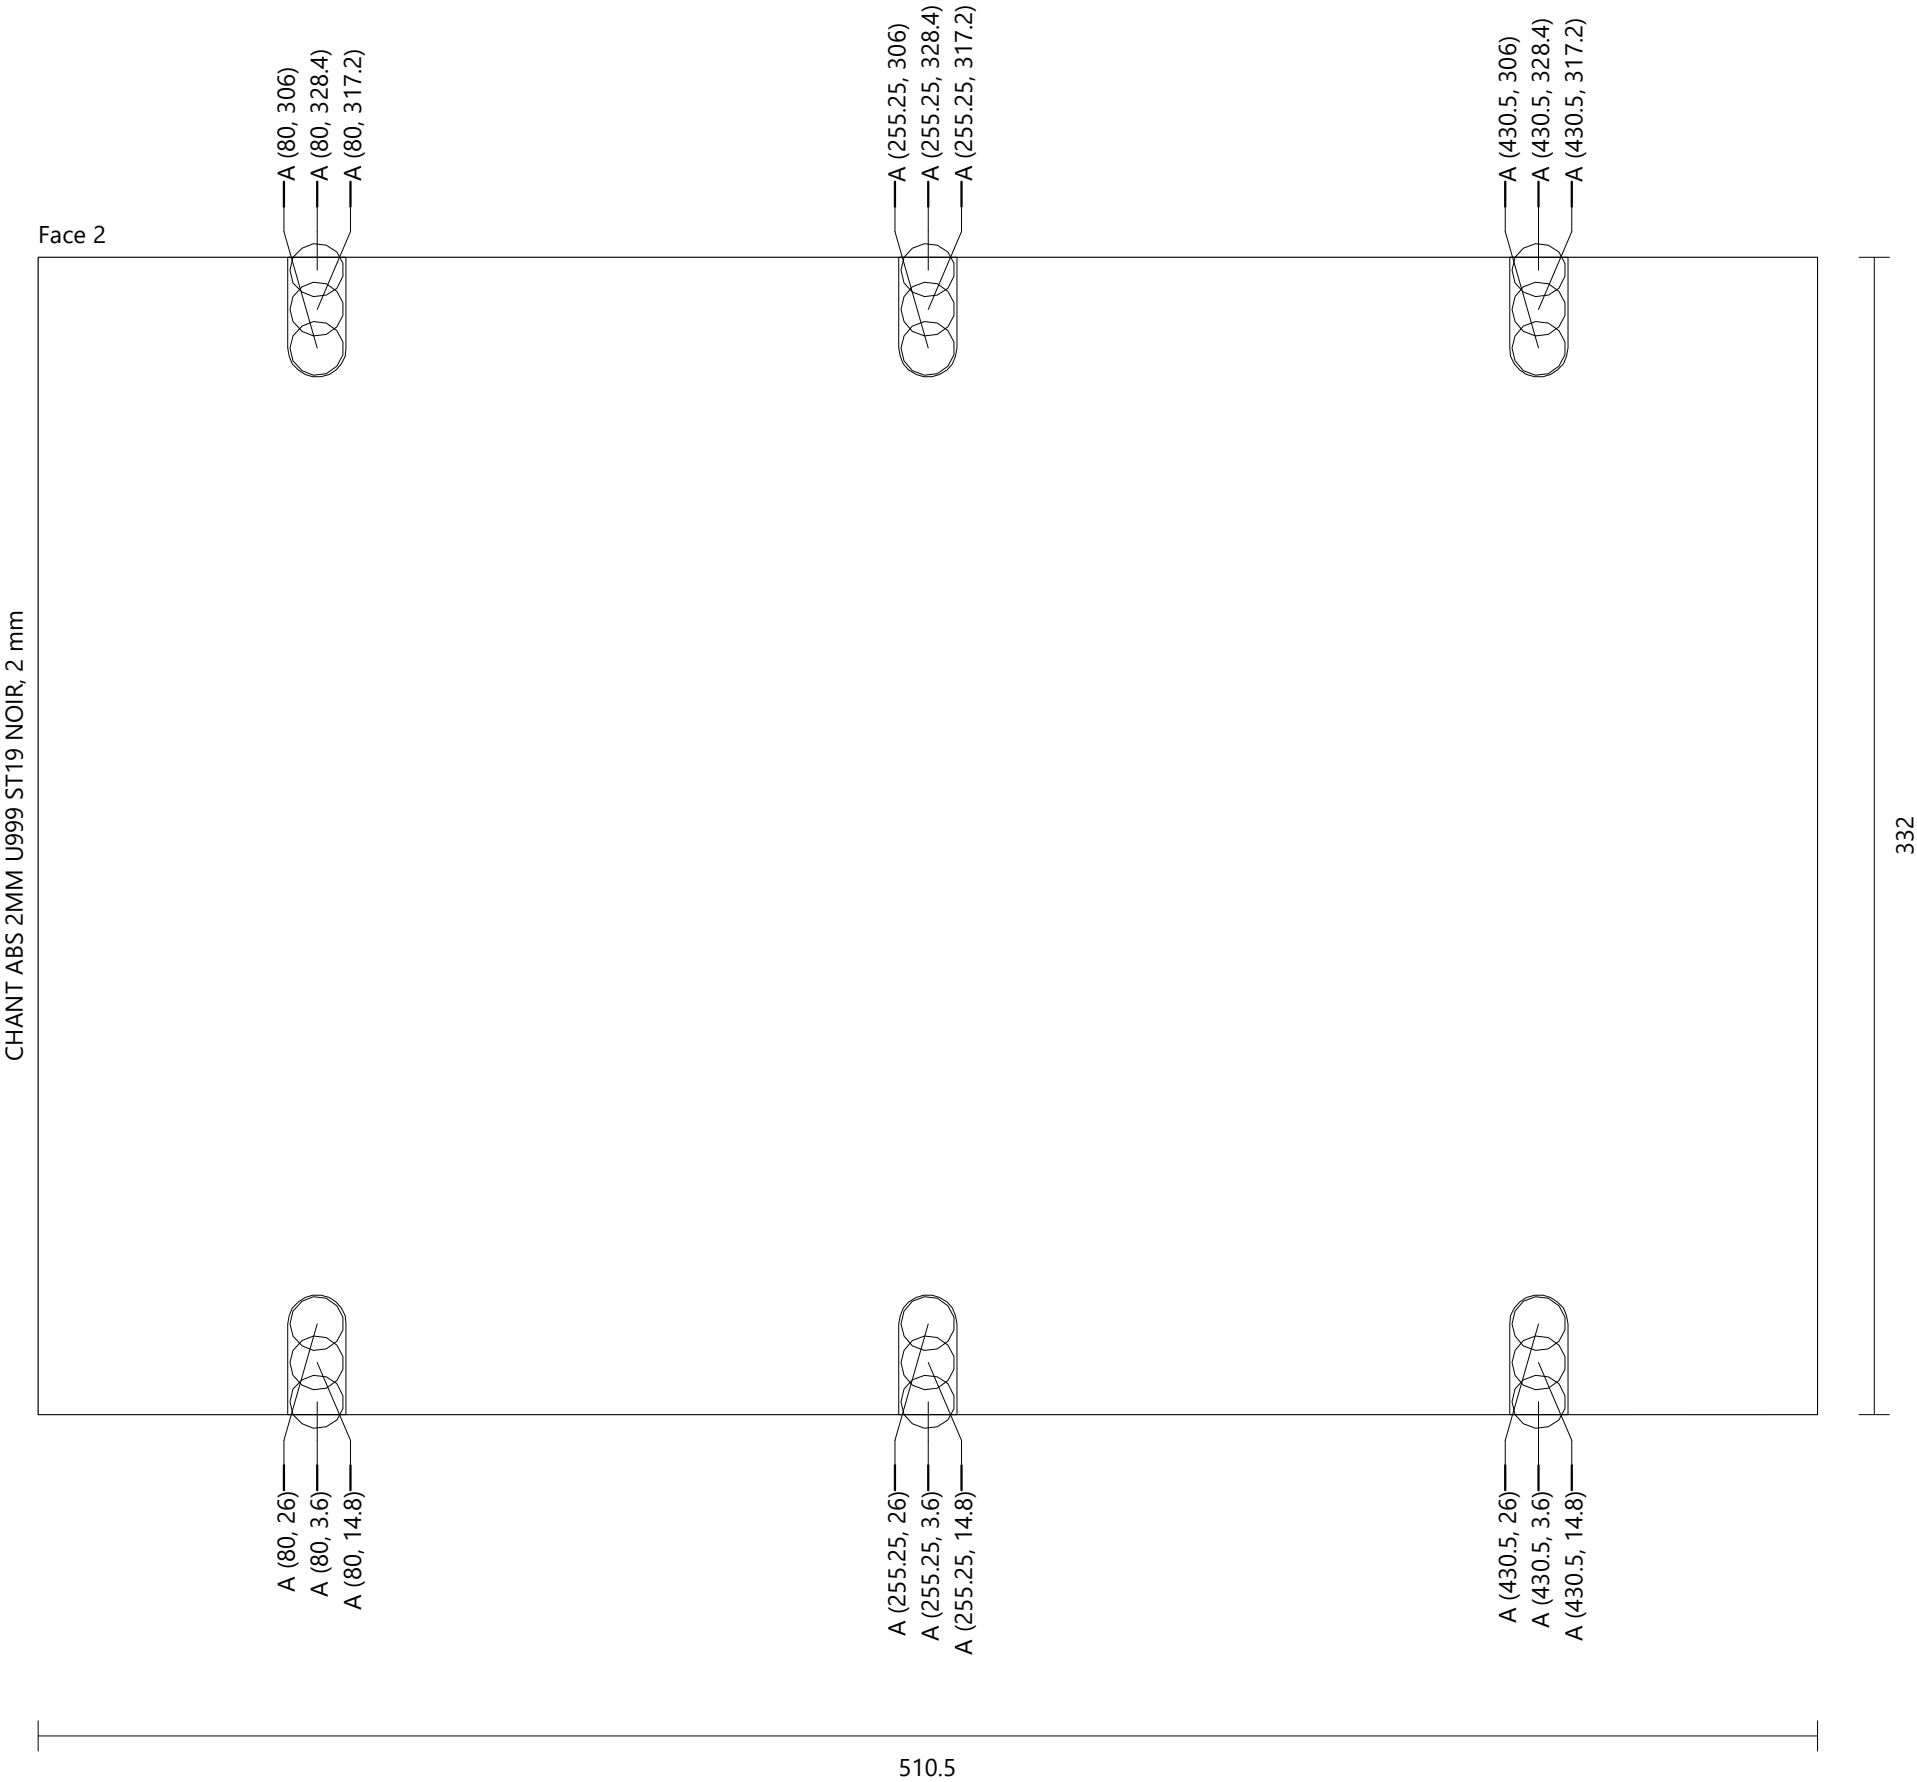 A (80, 306)
A (80, 328.4)
A (80, 317.2)
A (255.25, 306)
A (255.25, 328.4)
A (255.25, 317.2)
A (430.5, 306)
A (430.5, 328.4)
A (430.5, 317.2)
Face 2
CHANT ABS 2MM U999 ST19 NOIR, 2 mm
332
A (80, 26)
A (80, 3.6)
A (80, 14.8)
A (255.25, 26)
A (255.25, 3.6)
A (255.25, 14.8)
A (430.5, 26)
A (430.5, 3.6)
A (430.5, 14.8)
510.5